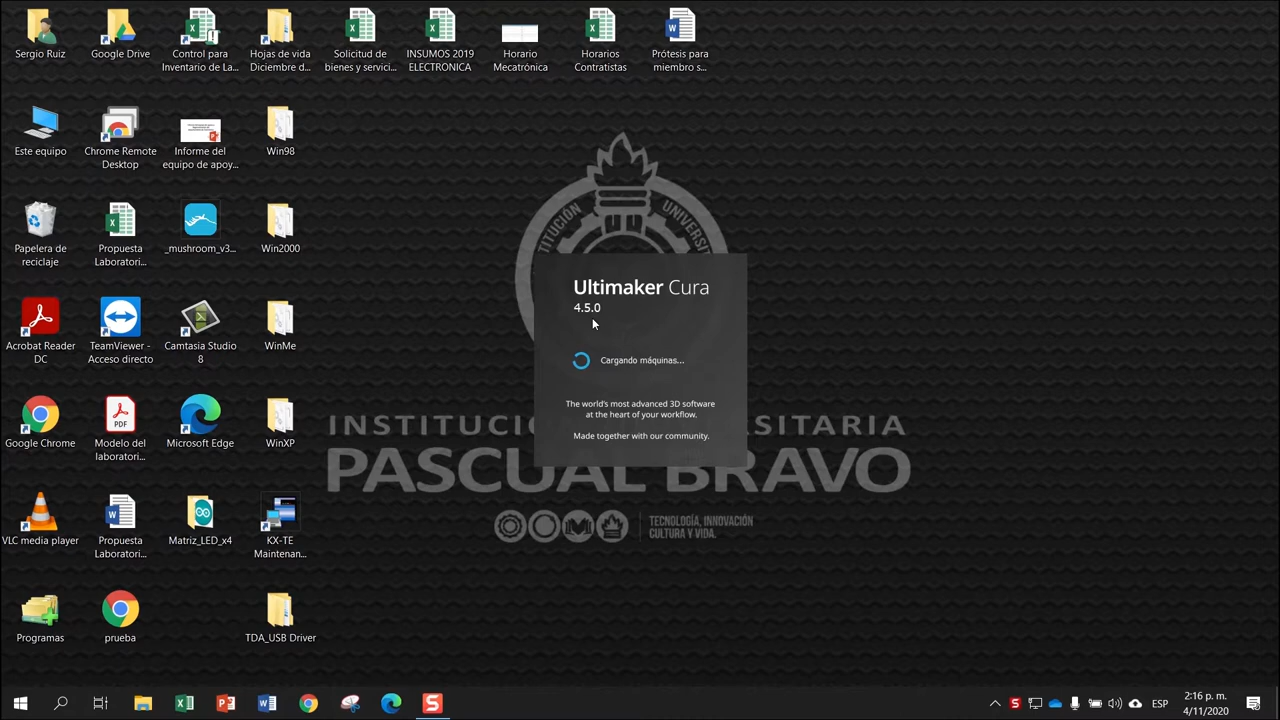 Sergio Ruiz
Google Drive
Control para
Inventario de La...
Hojas de vida
Diciembre d...
Solicitud de
bienes y servici...
INSUMOS 2019
ELECTRONICA
Horario
Mecatrónica
Horarios
Contratistas
Prótesis para
miembro s...
Este equipo
Chrome Remote
Desktop
Informe del
equipo de apoy...
Win98
Papelera de
reciclaje
Propuesta
Laboratori...
_mushroom_v3...
Win2000
Acrobat Reader
DC
TeamViewer -
Acceso directo
Camtasia Studio
8
WinMe
Google Chrome
PDF
Modelo del
laboratori...
Microsoft Edge
WinXP
VLC media player
Propuesta
Laboratori...
Matriz_LED_x4
KX-TE
Maintenan...
Programas
prueba
TDA_USB Driver
Ultimaker Cura
4.5.0
Cargando máquinas...
The world's most advanced 3D software
at the heart of your workflow.
Made together with our community.
PASCUAL BRAVO
TECNOLOGÍA, INNOVACIÓN
CULTURA Y VIDA.
ESP
2:16 p. m.
4/11/2020